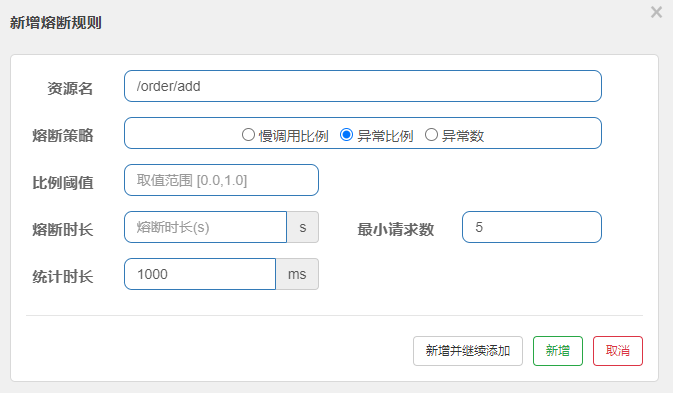 新增熔断规则
资源名 /order/add
熔断策略 慢调用比例 异常比例 异常数
比例阈值 取值范围 [0.0,1.0]
熔断时长 熔断时长(s) s 最小请求数 5
统计时长 1000 ms
新增并继续添加 新增 取消